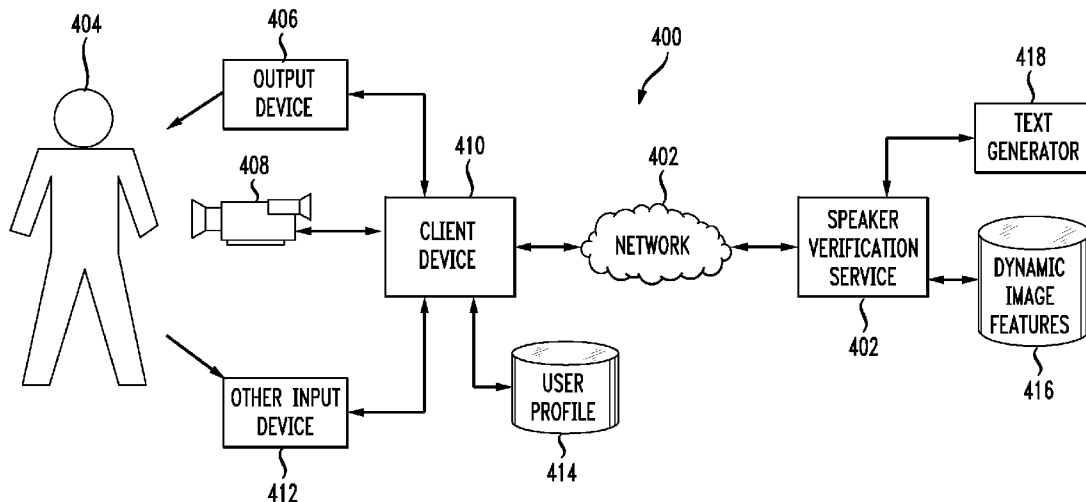 404
406
OUTPUT
DEVICE
400
418
TEXT
GENERATOR
408
410
CLIENT
DEVICE
402
NETWORK
SPEAKER
VERIFICATION
SERVICE
402
DYNAMIC
IMAGE
FEATURES
416
OTHER INPUT
DEVICE
412
USER
PROFILE
414